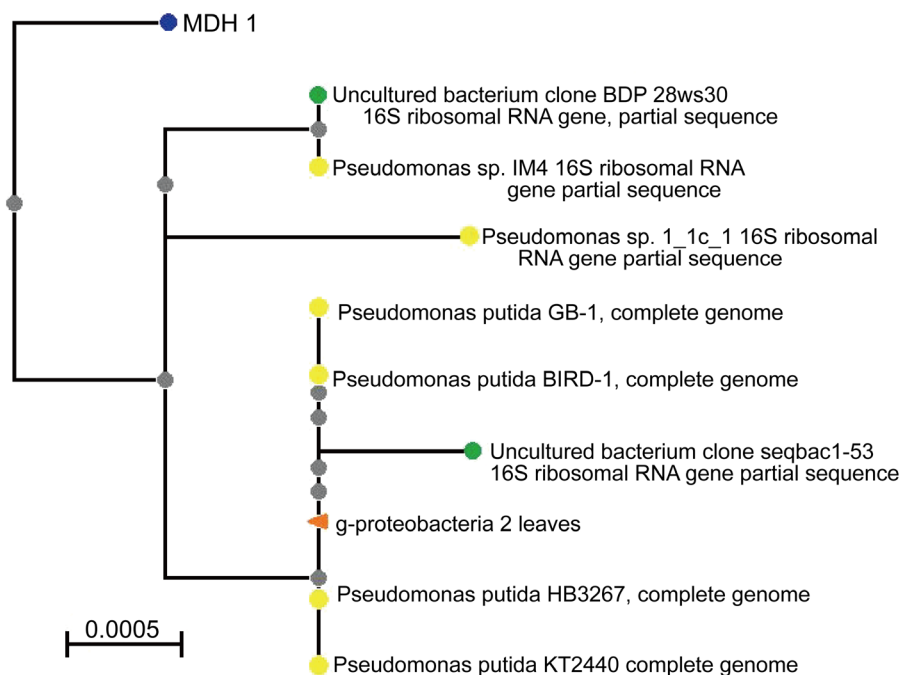 MDH 1
Uncultured bacterium clone BDP 28ws30
16S ribosomal RNA gene, partial sequence
Pseudomonas sp. IM4 16S ribosomal RNA
gene partial sequence
Pseudomonas sp. 1_1c_1 16S ribosomal
RNA gene partial sequence
Pseudomonas putida GB-1, complete genome
Pseudomonas putida BIRD-1, complete genome
Uncultured bacterium clone seqbac1-53
16S ribosomal RNA gene partial sequence
g-proteobacteria 2 leaves
Pseudomonas putida HB3267, complete genome
0.0005
Pseudomonas putida KT2440 complete genome